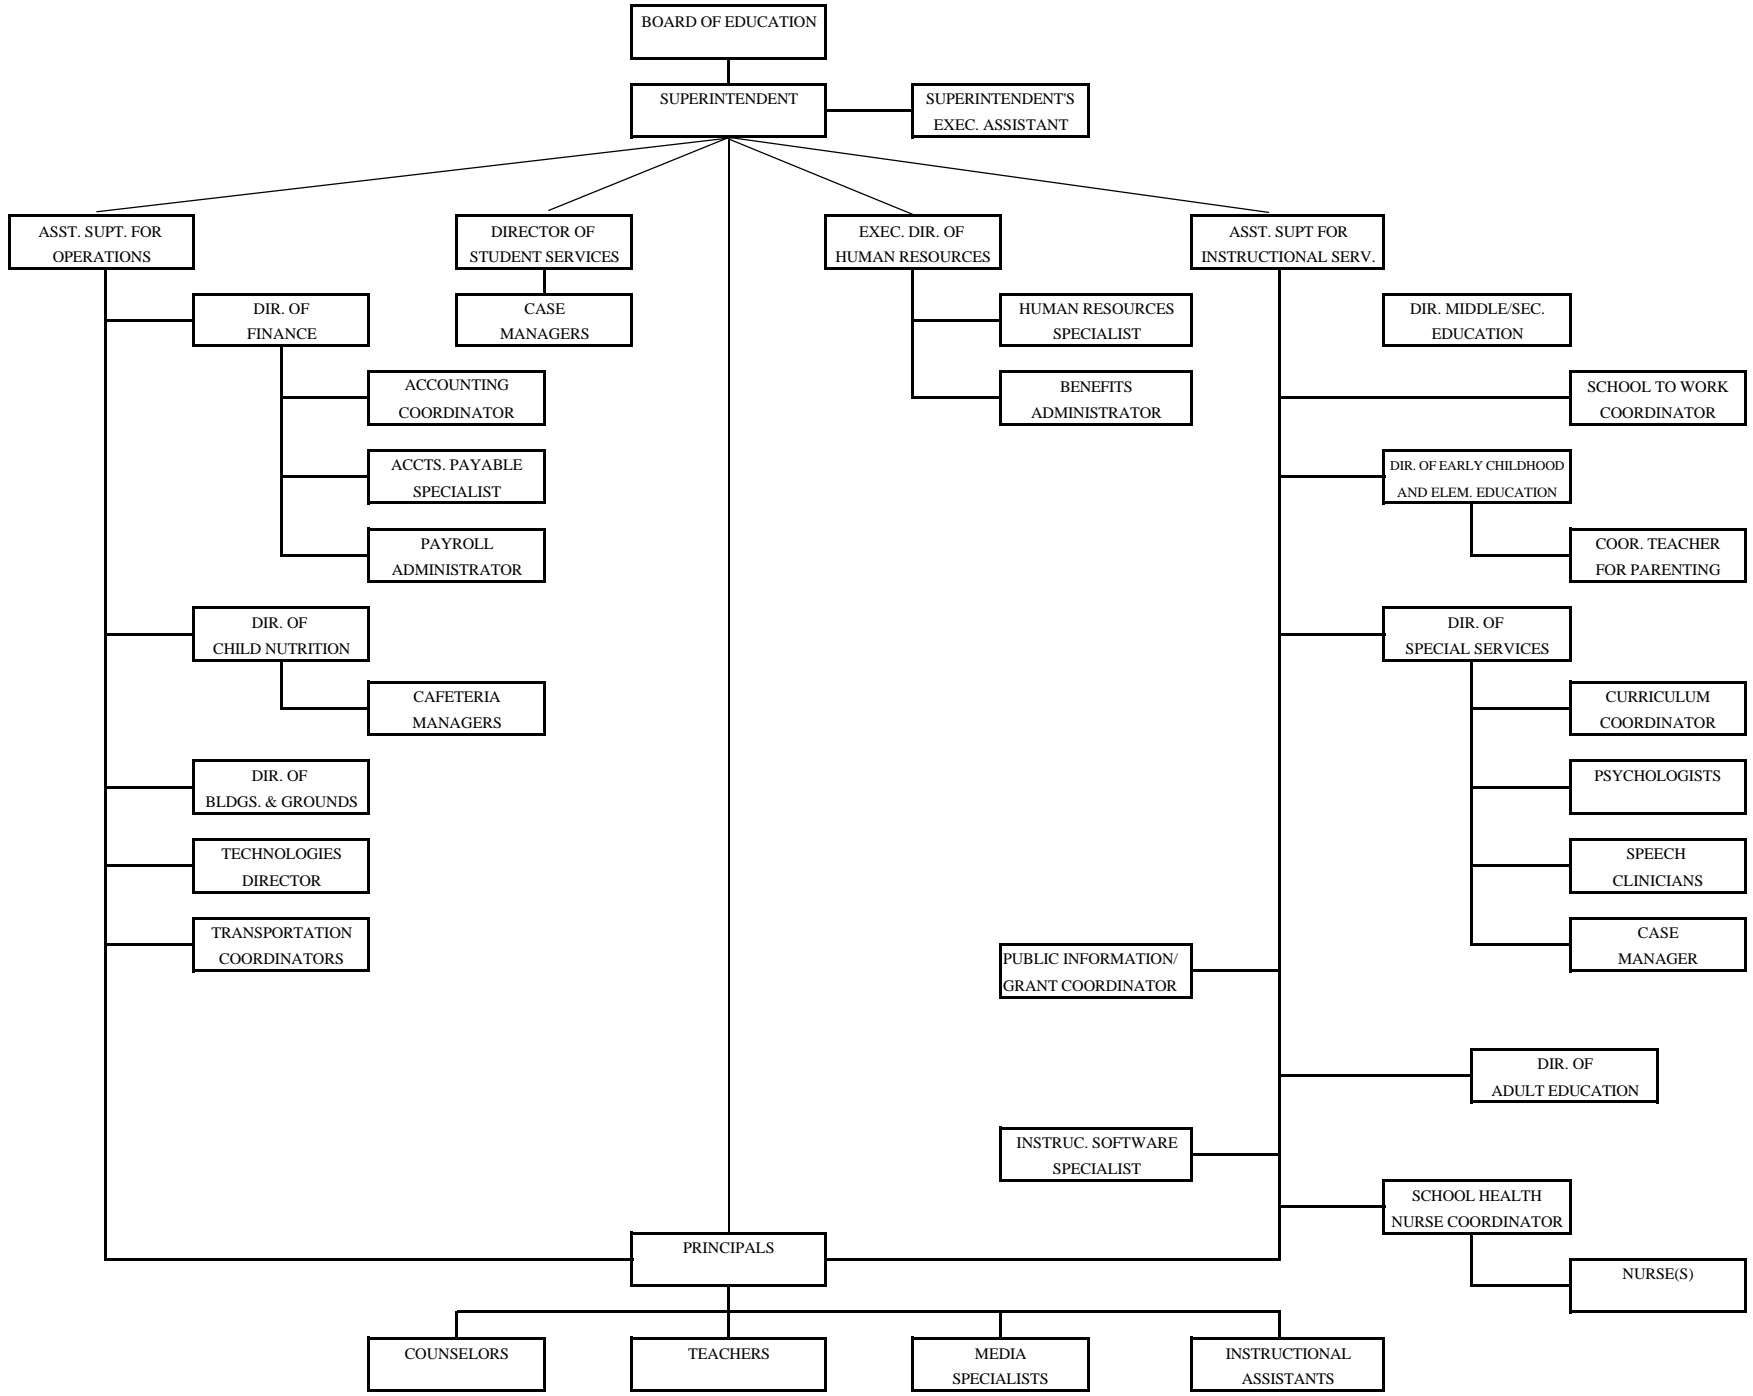 BOARD OF EDUCATION
SUPERINTENDENT
SUPERINTENDENT'S
EXEC. ASSISTANT
ASST. SUPT. FOR
OPERATIONS
DIRECTOR OF
STUDENT SERVICES
EXEC. DIR. OF
HUMAN RESOURCES
ASST. SUPT FOR
INSTRUCTIONAL SERV.
DIR. OF
FINANCE
CASE
MANAGERS
HUMAN RESOURCES
SPECIALIST
DIR. MIDDLE/SEC.
EDUCATION
ACCOUNTING
COORDINATOR
BENEFITS
ADMINISTRATOR
SCHOOL TO WORK
COORDINATOR
ACCTS. PAYABLE
SPECIALIST
DIR. OF EARLY CHILDHOOD
AND ELEM. EDUCATION
PAYROLL
ADMINISTRATOR
COOR. TEACHER
FOR PARENTING
DIR. OF
CHILD NUTRITION
DIR. OF
SPECIAL SERVICES
CAFETERIA
MANAGERS
CURRICULUM
COORDINATOR
DIR. OF
BLDGS. & GROUNDS
PSYCHOLOGISTS
TECHNOLOGIES
DIRECTOR
SPEECH
CLINICIANS
TRANSPORTATION
COORDINATORS
CASE
MANAGER
PUBLIC INFORMATION/
GRANT COORDINATOR
DIR. OF
ADULT EDUCATION
INSTRUC. SOFTWARE
SPECIALIST
SCHOOL HEALTH
NURSE COORDINATOR
PRINCIPALS
NURSE(S)
COUNSELORS
TEACHERS
MEDIA
SPECIALISTS
INSTRUCTIONAL
ASSISTANTS